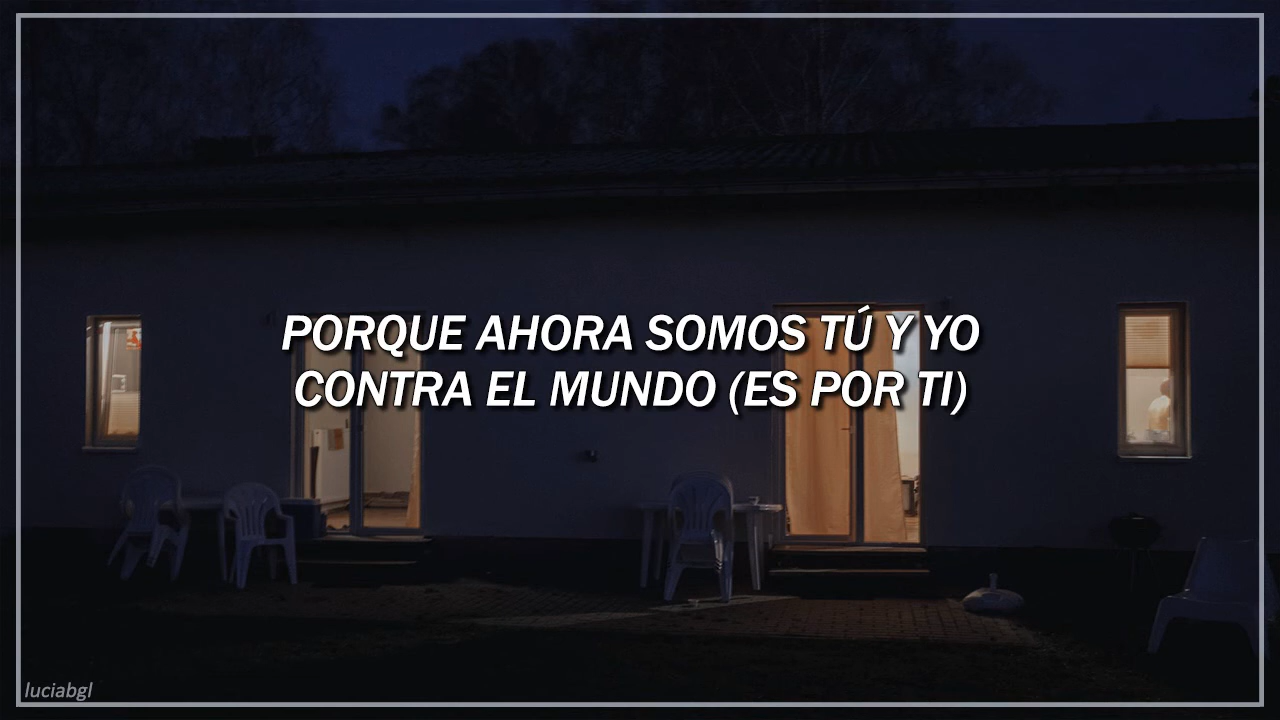 PORQUE AHORA SOMOS TÚ Y YO
CONTRA EL MUNDO (ES POR TI)
luciabgl